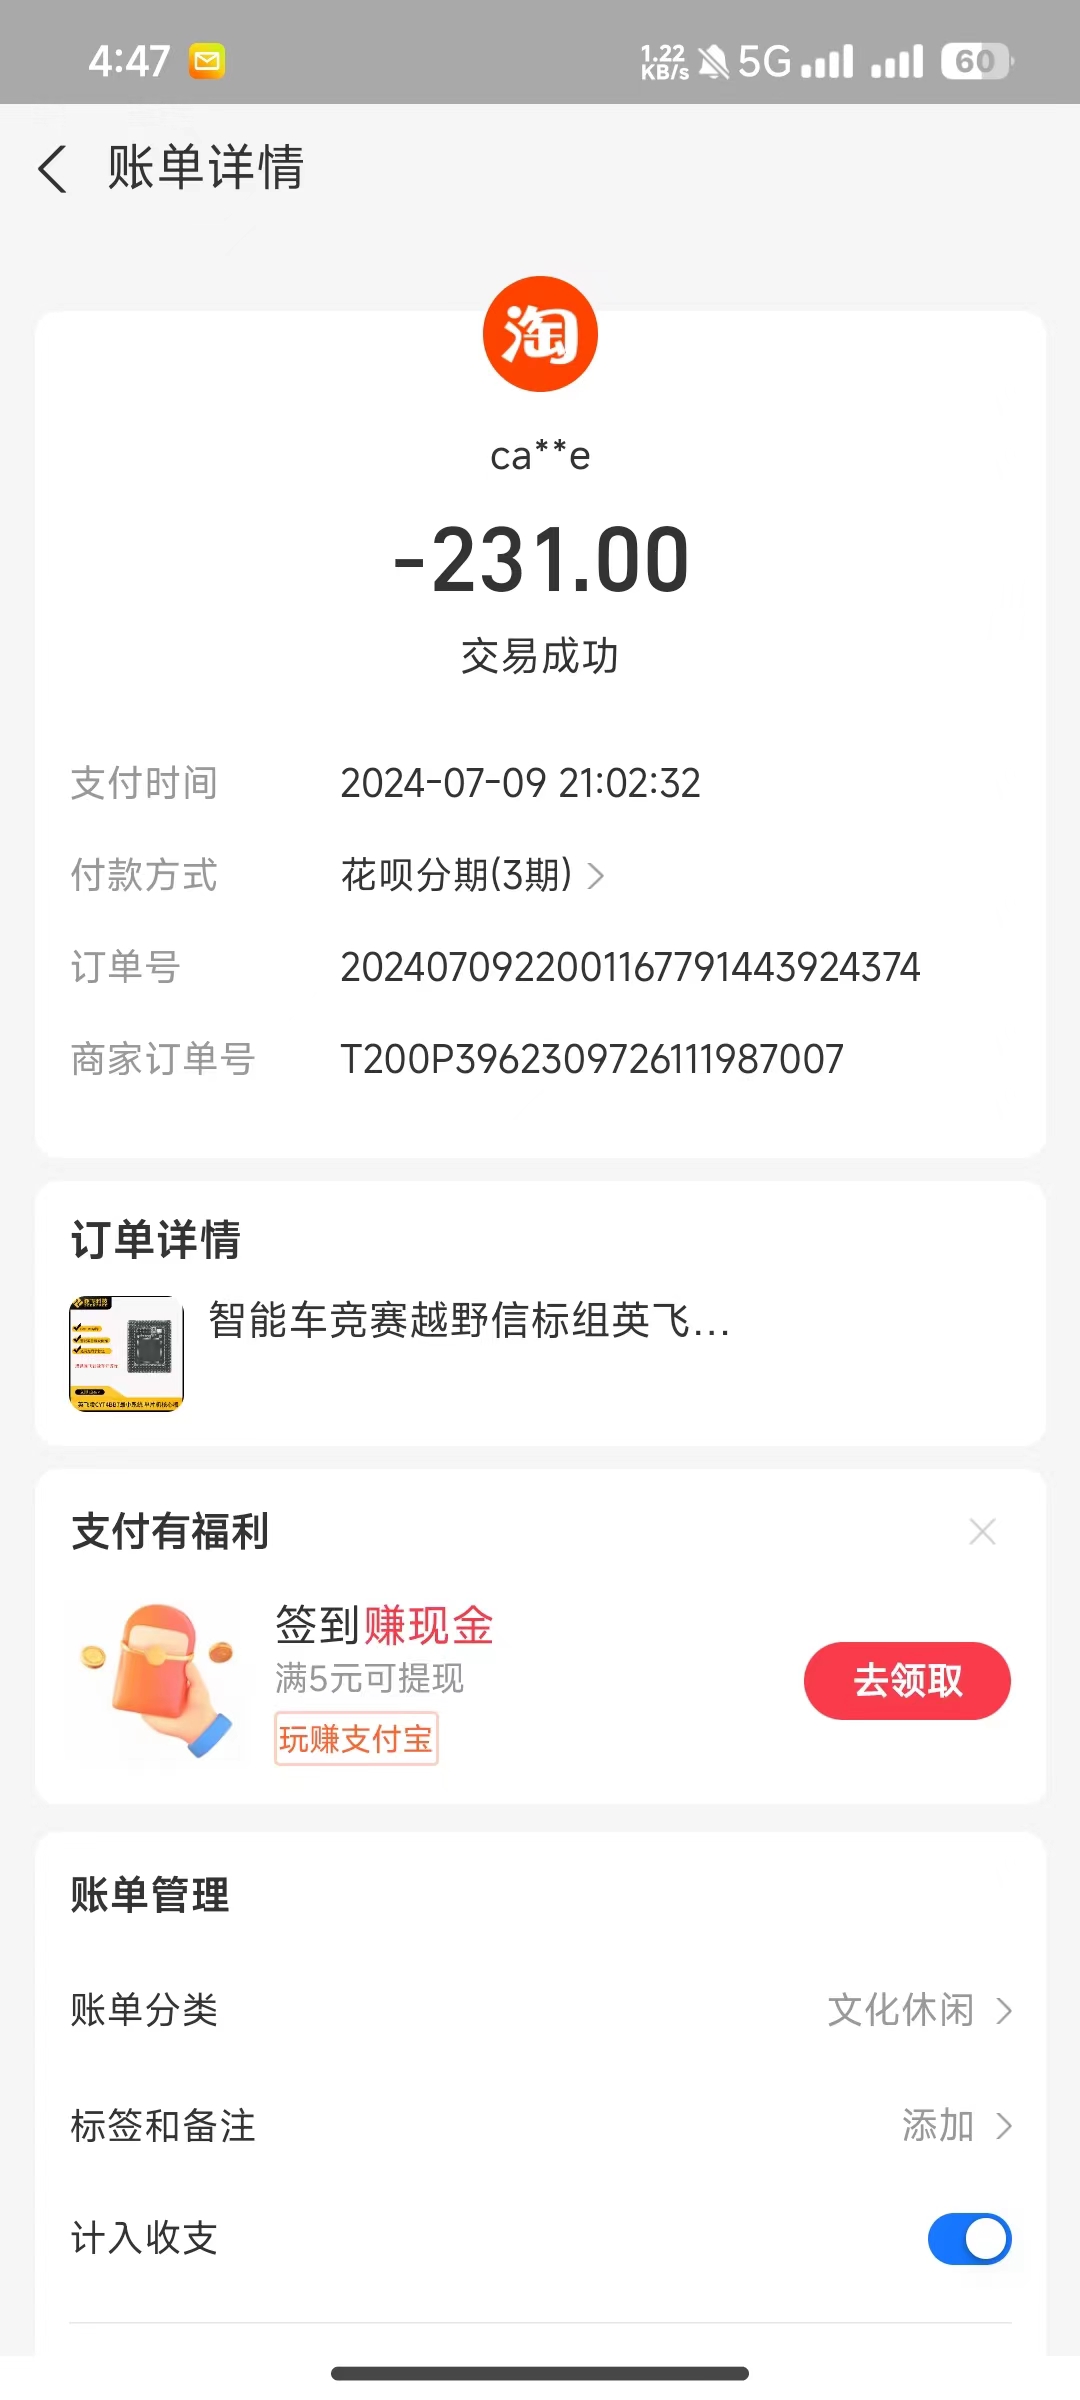 4:47
1.22
KB/s
5G
60
账单详情
淘
ca**e
-231.00
交易成功
支付时间 2024-07-09 21:02:32
付款方式 花呗分期(3期)
订单号 20240709220011677914439​24374
商家订单号 T200P3962309726111987007
订单详情
智能车竞赛越野信标组英飞...
支付有福利
签到赚现金
满5元可提现
玩赚支付宝
去领取
账单管理
账单分类 文化休闲
标签和备注 添加
计入收支